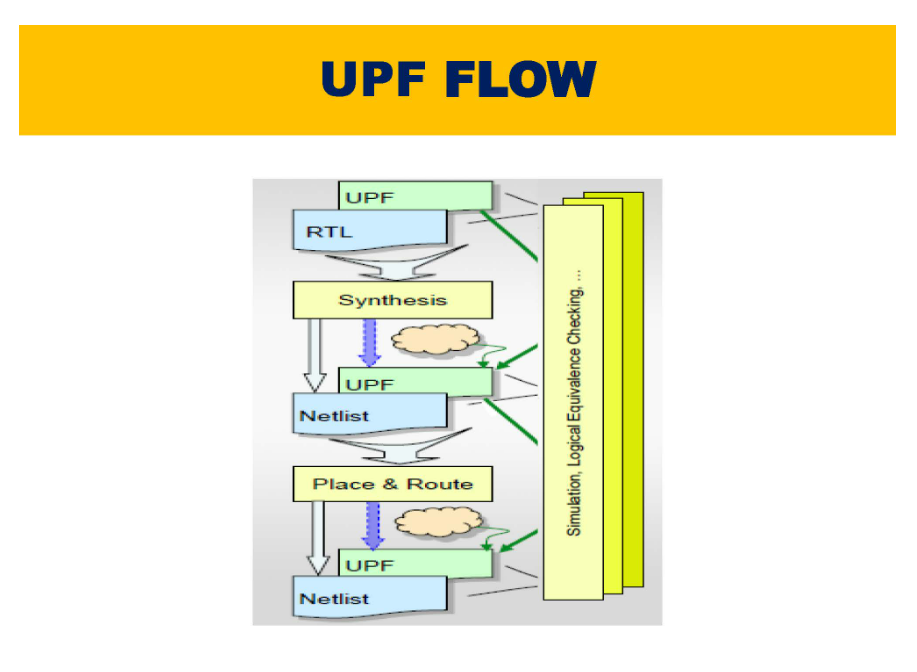 UPF FLOW
UPF
RTL
Synthesis
UPF
Netlist
Place & Route
UPF
Netlist
Simulation, Logical Equivalence Checking, ...